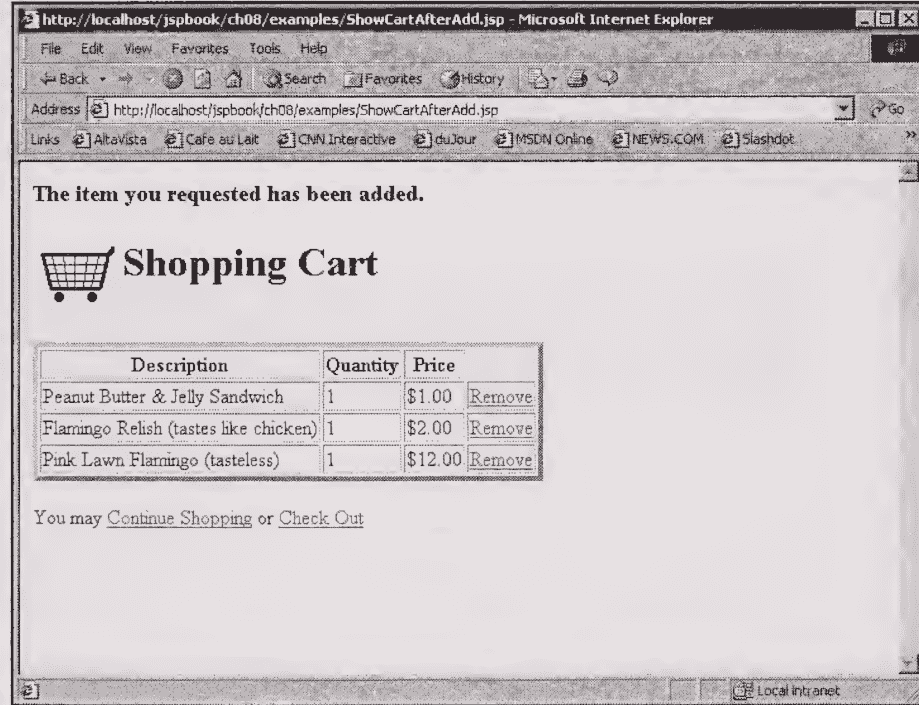 http://localhost/jspbook/ch08/examples/ShowCartAfterAdd.jsp - Microsoft Internet Explorer
File Edit View Favorites Tools Help
Back Search Favorites History
Address http://localhost/jspbook/ch08/examples/ShowCartAfterAdd.jsp Go
Links AltaVista Cafe au Lait CNN Interactive duJour MSDN Online NEWS.COM Slashdot
The item you requested has been added.
Shopping Cart
Description Quantity Price
Peanut Butter & Jelly Sandwich 1 $1.00 Remove
Flamingo Relish (tastes like chicken) 1 $2.00 Remove
Pink Lawn Flamingo (tasteless) 1 $12.00 Remove
You may Continue Shopping or Check Out
Local intranet